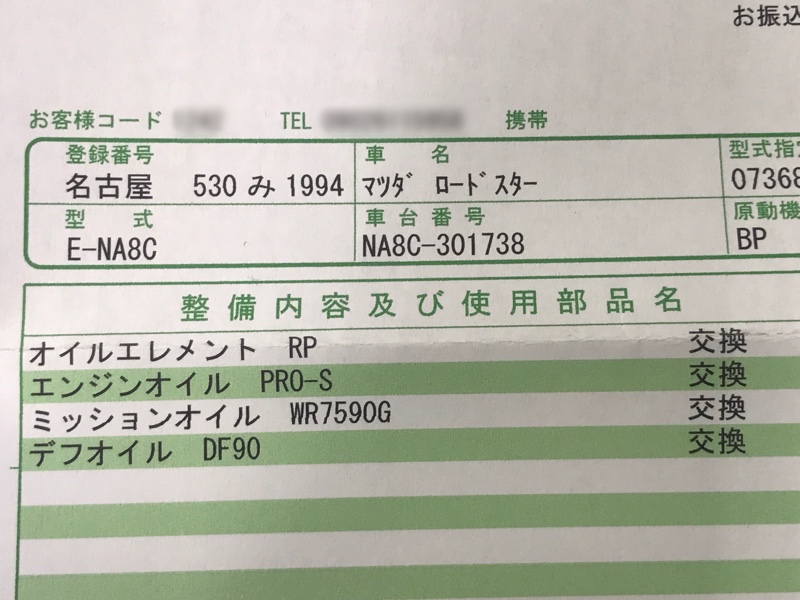 お振込
お客様コード TEL 携帯
登録番号 車名 型式指定
名古屋 530 み 1994 ﾏﾂﾀﾞ ﾛｰﾄﾞｽﾀｰ 07368
型式 車台番号 原動機
E-NA8C NA8C-301738 BP
整備内容及び使用部品名
オイルエレメント RP 交換
エンジンオイル PRO-S 交換
ミッションオイル WR7590G 交換
デフオイル DF90 交換